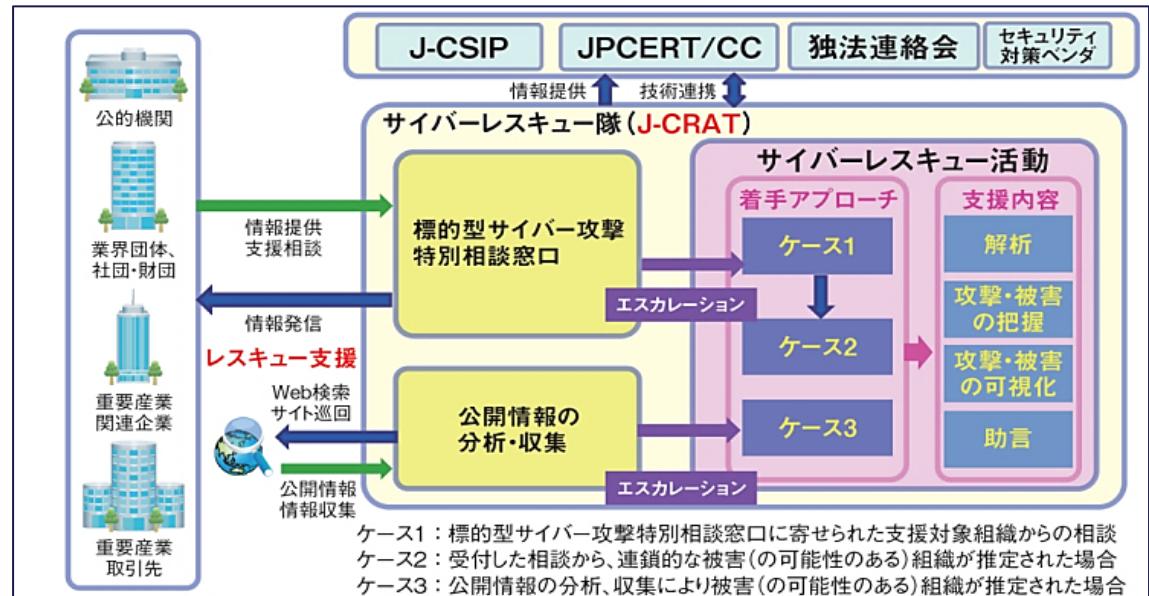 J-CSIP
JPCERT/CC
独法連絡会
セキュリティ
対策ベンダ
情報提供
技術連携
公的機関
業界団体、
社団・財団
重要産業
関連企業
重要産業
取引先
情報提供
支援相談
情報発信
レスキュー支援
Web検索
サイト巡回
公開情報
情報収集
サイバーレスキュー隊(J-CRAT)
標的型サイバー攻撃
特別相談窓口
公開情報の
分析・収集
エスカレーション
エスカレーション
サイバーレスキュー活動
着手アプローチ
ケース1
ケース2
ケース3
支援内容
解析
攻撃・被害
の把握
攻撃・被害
の可視化
助言
ケース1：標的型サイバー攻撃特別相談窓口に寄せられた支援対象組織からの相談
ケース2：受付した相談から、連鎖的な被害(の可能性のある)組織が推定された場合
ケース3：公開情報の分析、収集により被害(の可能性のある)組織が推定された場合